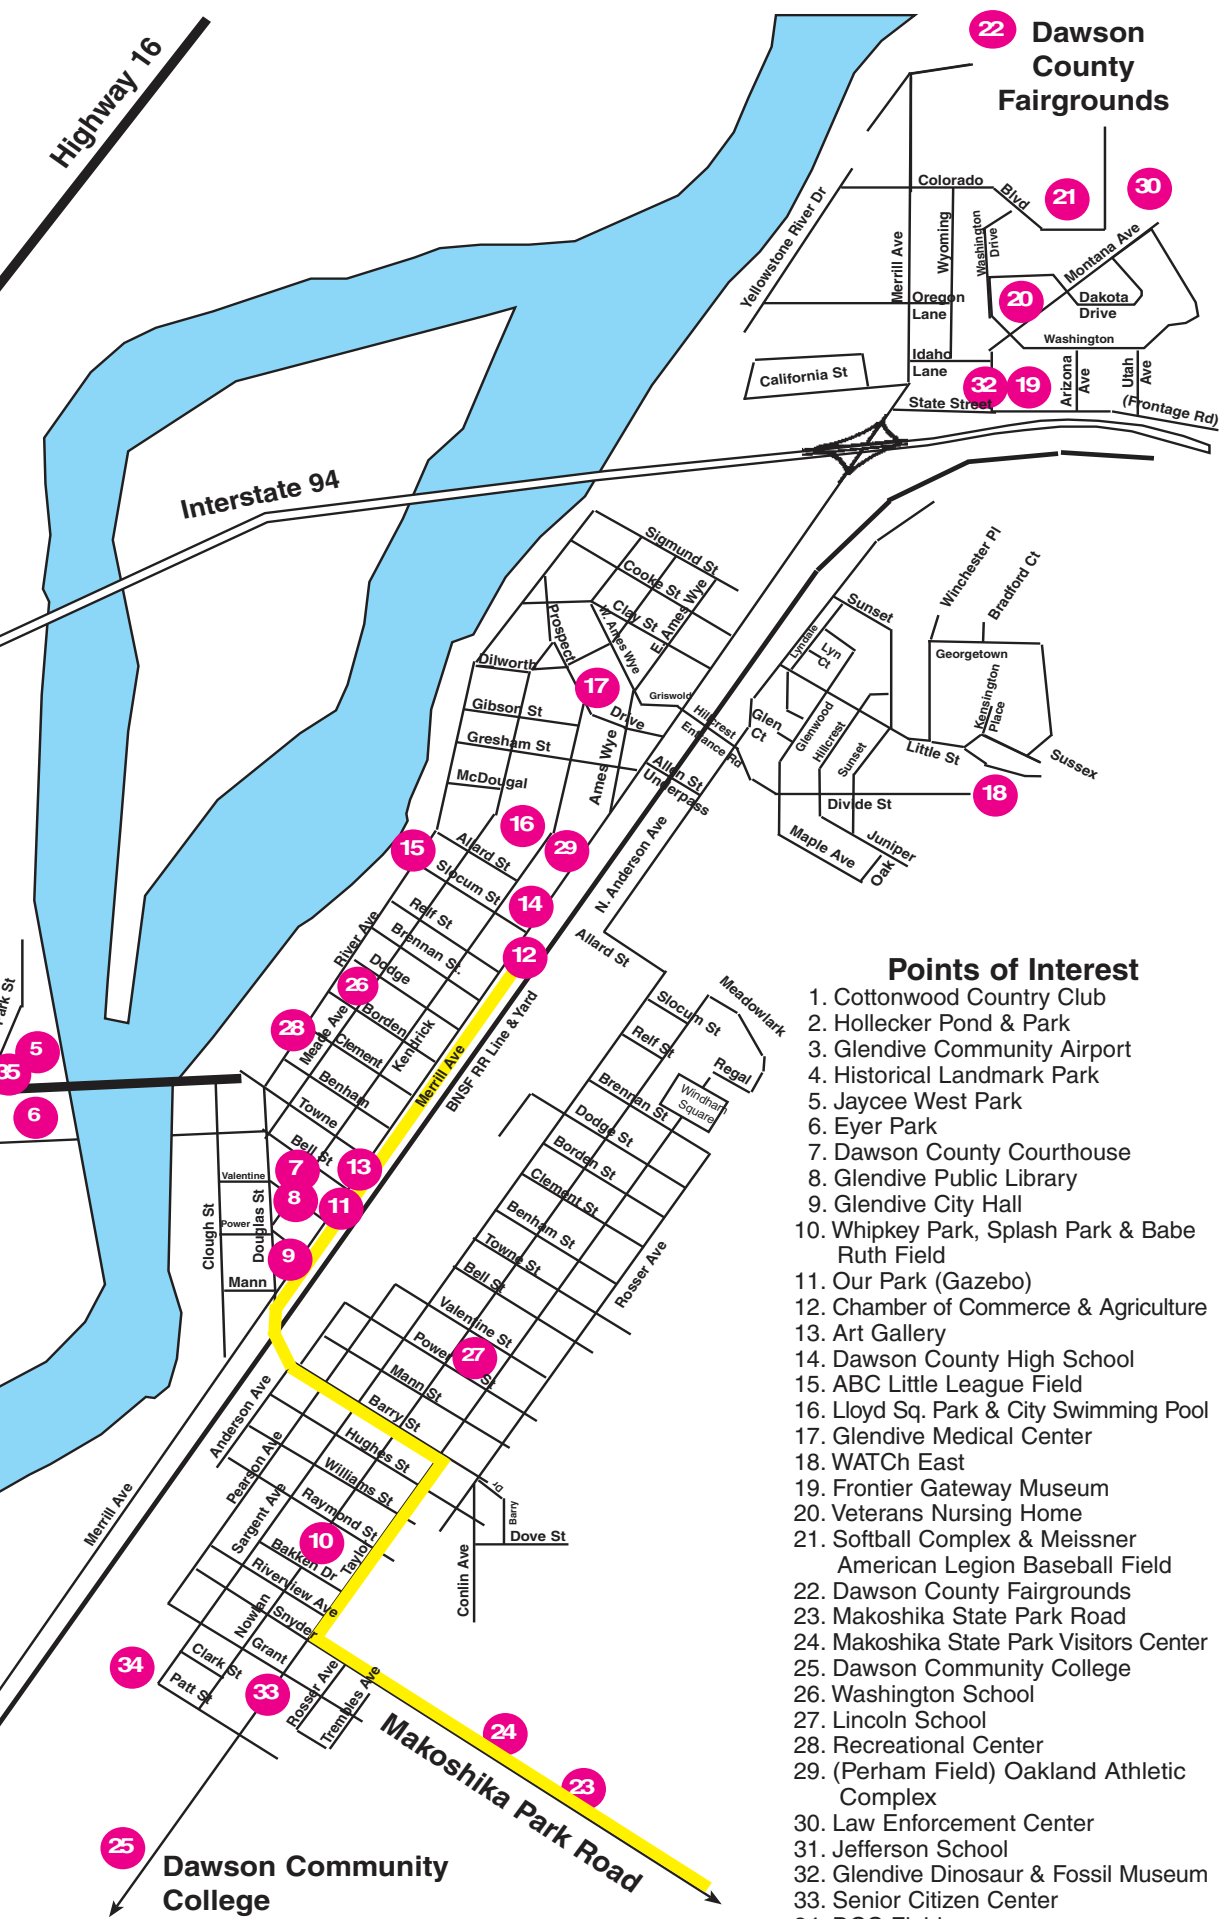 Highway 16
22
Dawson
County
Fairgrounds
Colorado
Blvd
21
30
Yellowstone River Dr
Merrill Ave
Wyoming
Washington
Drive
Montana Ave
Oregon
Lane
20
Dakota
Drive
Washington
Idaho
Lane
California St
32
19
Arizona
Ave
Utah
Ave
State Street
(Frontage Rd)
Interstate 94
Sigmund St
Cooke St
Clay St
W. Ames Wye
E. Ames Wye
Prospect
Dilworth
17
Griswold
Gibson St
Drive
Gresham St
Ames Wye
McDougal
Hillcrest
Entrance Rd
Allen St
Underpass
Winchester Pl
Bradford Ct
Sunset
Lyndale
Lyn
Ct
Georgetown
Kensington
Place
Glen
Ct
Glenwood
Hillcrest
Sunset
Little St
Sussex
18
Divide St
Maple Ave
Juniper
Oak
16
29
15
Allard St
Slocum St
14
N. Anderson Ave
Relf St
Brennan St.
12
River Ave
Dodge
26
Borden
28
Meade Ave
Clement
Kendrick
Merrill Ave
BNSF RR Line & Yard
Benham
Towne
Bell St
Park St
5
35
6
7
13
8
11
9
Valentine
Power
Clough St
Douglas St
Mann
Allard St
Slocum St
Meadowlark
Relf St
Regal
Windham
Square
Brennan St
Dodge St
Borden St
Clement St
Benham St
Towne St
Bell St
Rosser Ave
Valentine St
Power St
27
Mann St
Barry St
Anderson Ave
Hughes St
Pearson Ave
Williams St
Sargent Ave
Raymond St
10
Bakken Dr
Taylor
Riverview Ave
Nowlan
Snyder
Grant
Clark St
Patt St
34
33
Rosser Ave
Trembles Ave
Dr
Barry
Dove St
Conlin Ave
Merrill Ave
24
23
Makoshika Park Road
25
Dawson Community
College
Points of Interest
1. Cottonwood Country Club
2. Hollecker Pond & Park
3. Glendive Community Airport
4. Historical Landmark Park
5. Jaycee West Park
6. Eyer Park
7. Dawson County Courthouse
8. Glendive Public Library
9. Glendive City Hall
10. Whipkey Park, Splash Park & Babe
Ruth Field
11. Our Park (Gazebo)
12. Chamber of Commerce & Agriculture
13. Art Gallery
14. Dawson County High School
15. ABC Little League Field
16. Lloyd Sq. Park & City Swimming Pool
17. Glendive Medical Center
18. WATCh East
19. Frontier Gateway Museum
20. Veterans Nursing Home
21. Softball Complex & Meissner
American Legion Baseball Field
22. Dawson County Fairgrounds
23. Makoshika State Park Road
24. Makoshika State Park Visitors Center
25. Dawson Community College
26. Washington School
27. Lincoln School
28. Recreational Center
29. (Perham Field) Oakland Athletic
Complex
30. Law Enforcement Center
31. Jefferson School
32. Glendive Dinosaur & Fossil Museum
33. Senior Citizen Center